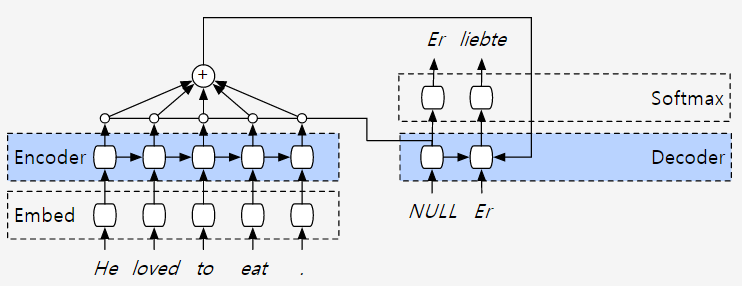 Er liebte
+
Softmax
Encoder
Decoder
Embed
NULL Er
He loved to eat .